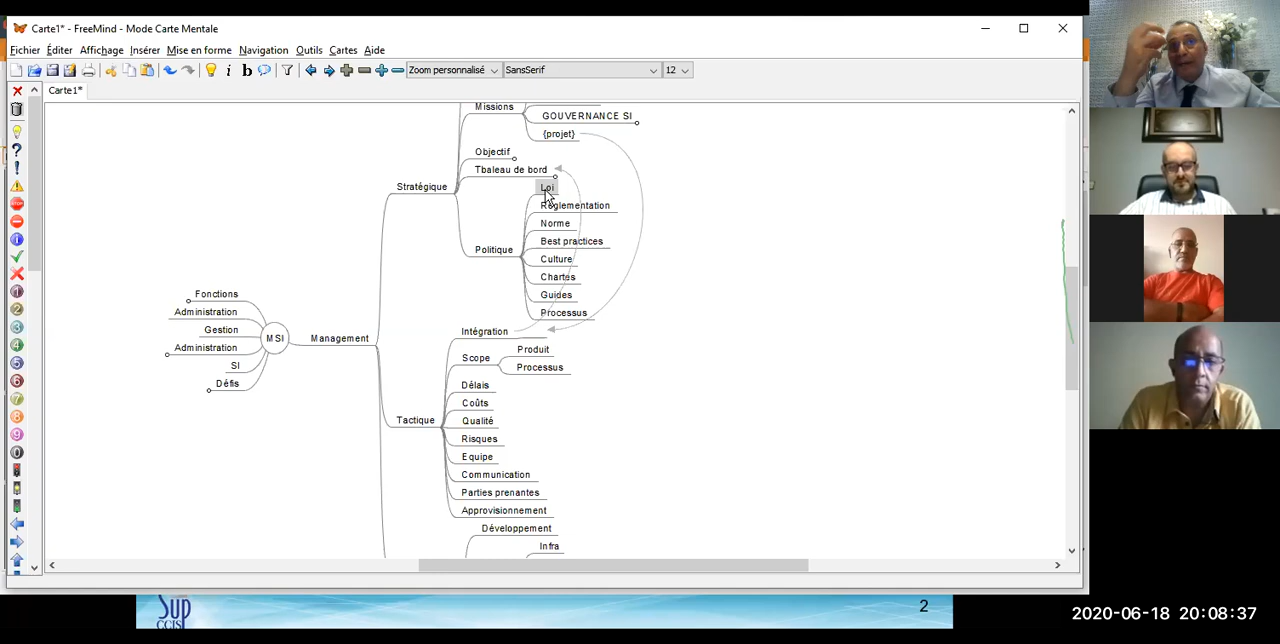 Carte1* - FreeMind - Mode Carte Mentale
Fichier Éditer Affichage Insérer Mise en forme Navigation Outils Cartes Aide
Zoom personnalisé SansSerif 12
Carte1*
Missions
GOUVERNANCE SI
{projet}
Objectif
Tbaleau de bord
Stratégique
Loi
Réglementation
Norme
Best practices
Politique
Culture
Chartes
Guides
Processus
Fonctions
Administration
Gestion
Administration
SI
Défis
MSI
Management
Intégration
Scope
Produit
Processus
Délais
Coûts
Tactique
Qualité
Risques
Equipe
Communication
Parties prenantes
Approvisionnement
Développement
Infra
Sup
CCIS
2
2020-06-18 20:08:37